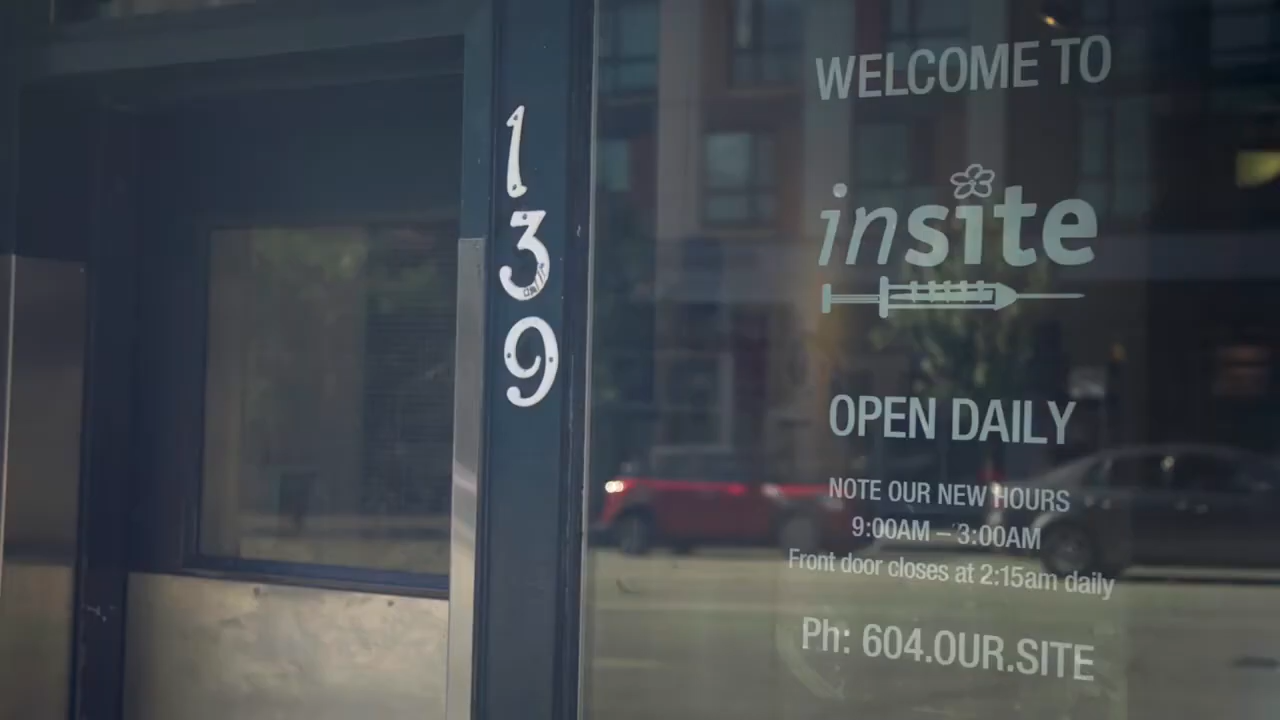 139
WELCOME TO
insite
OPEN DAILY
NOTE OUR NEW HOURS
9:00AM – 3:00AM
Front door closes at 2:15am daily
Ph: 604.OUR.SITE